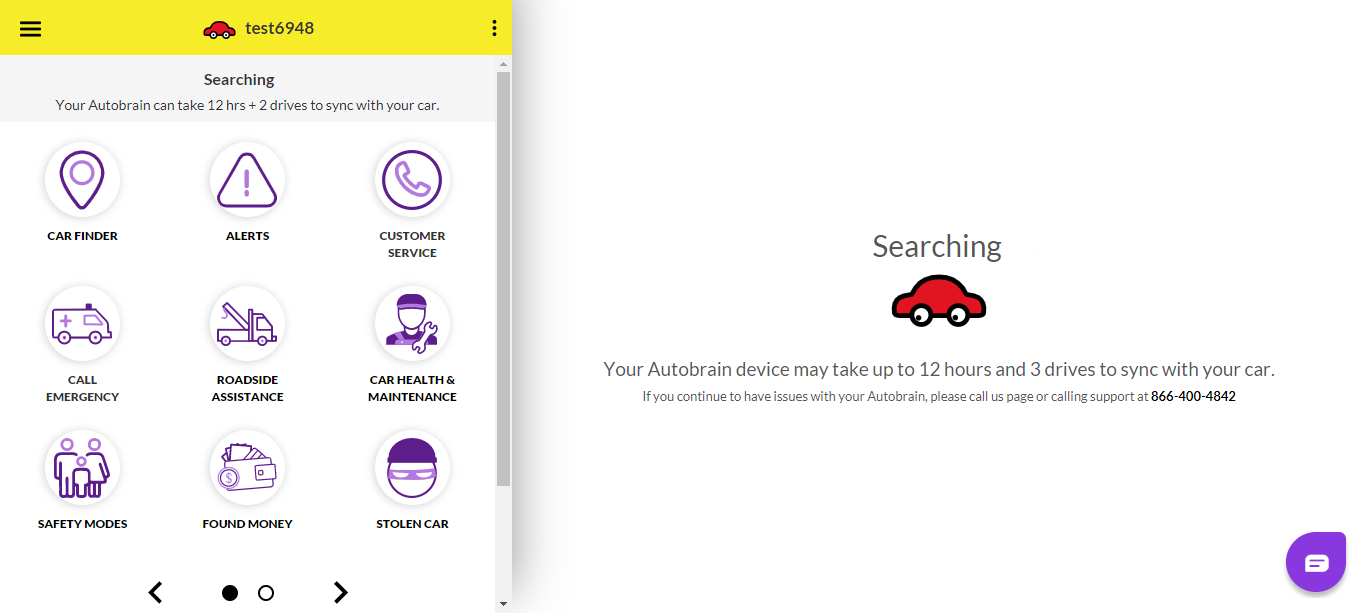 test6948
Searching
Your Autobrain can take 12 hrs + 2 drives to sync with your car.
CAR FINDER
ALERTS
CUSTOMER
SERVICE
CALL
EMERGENCY
ROADSIDE
ASSISTANCE
CAR HEALTH &
MAINTENANCE
SAFETY MODES
FOUND MONEY
STOLEN CAR
Searching
Your Autobrain device may take up to 12 hours and 3 drives to sync with your car.
If you continue to have issues with your Autobrain, please call us page or calling support at 866-400-4842